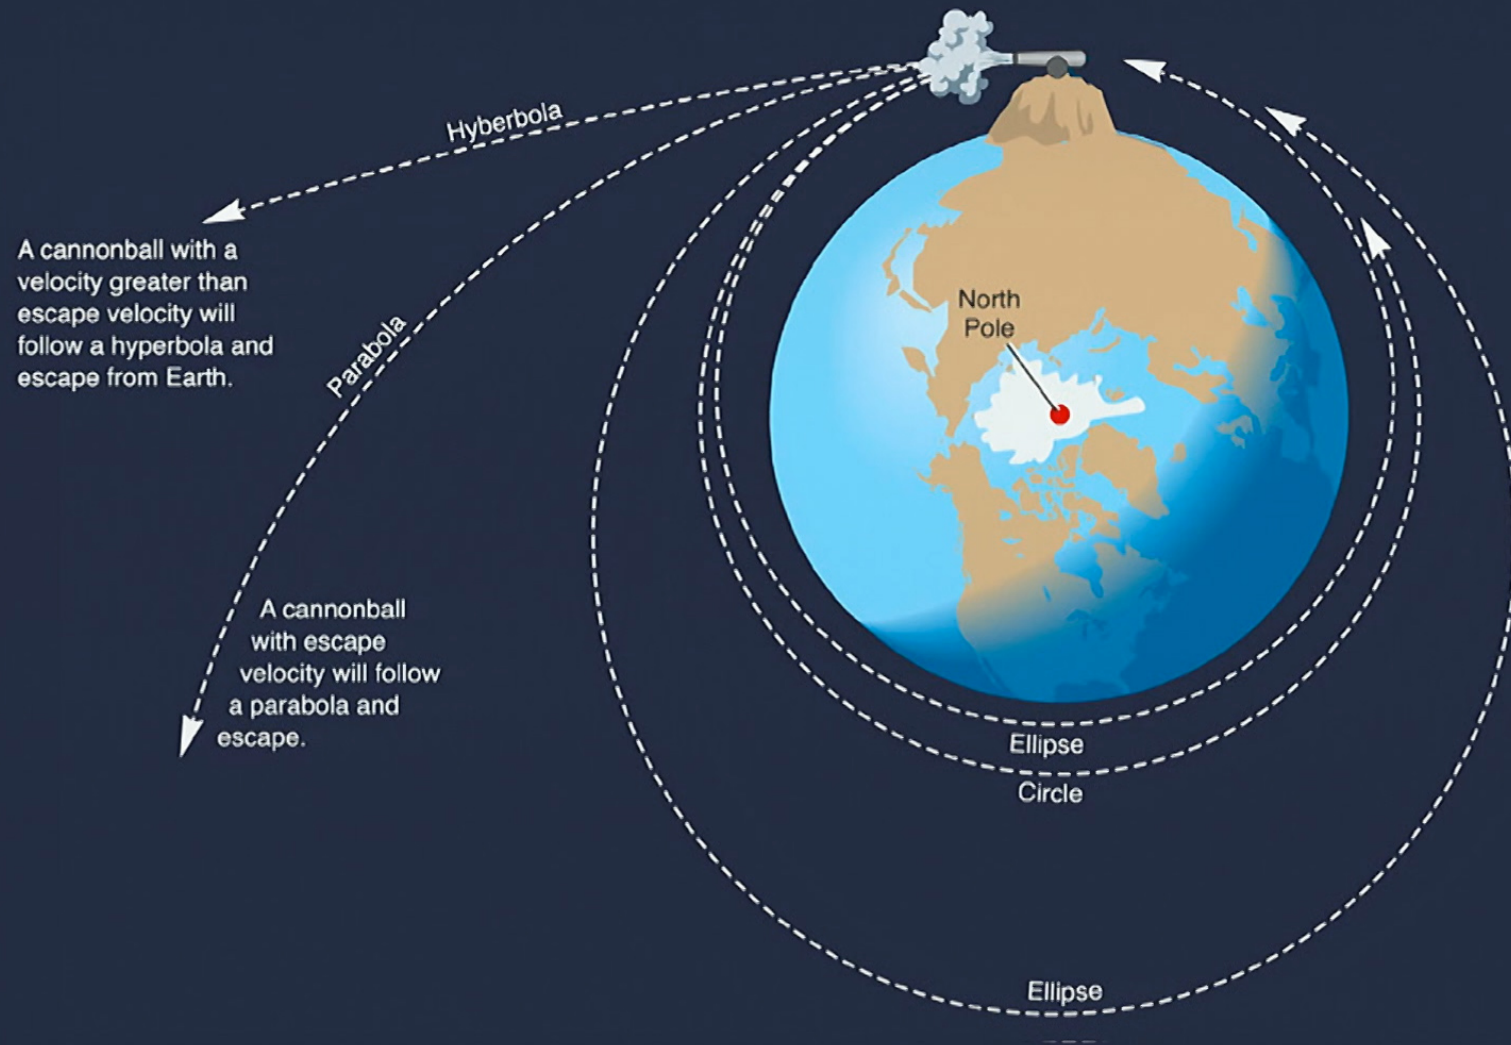 Hyberbola
A cannonball with a
velocity greater than
escape velocity will
follow a hyperbola and
escape from Earth.
Parabola
A cannonball
with escape
velocity will follow
a parabola and
escape.
North
Pole
Ellipse
Circle
Ellipse